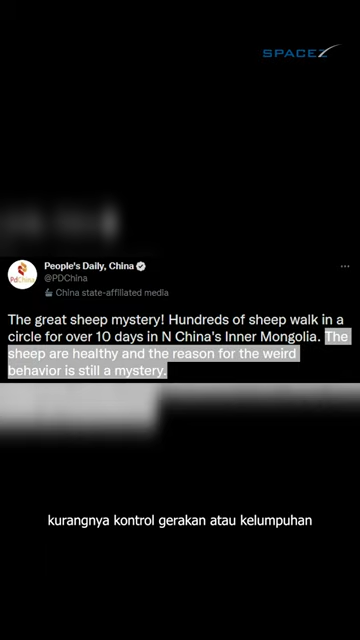 SPACEZ
People's Daily, China
@PDChina
China state-affiliated media
The great sheep mystery! Hundreds of sheep walk in a
circle for over 10 days in N China's Inner Mongolia. The
sheep are healthy and the reason for the weird
behavior is still a mystery.
kurangnya kontrol gerakan atau kelumpuhan